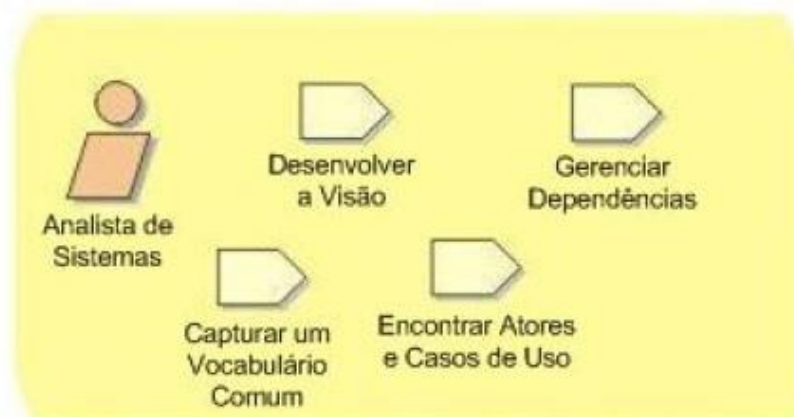 Analista de
Sistemas
Desenvolver
a Visão
Gerenciar
Dependências
Capturar um
Vocabulário
Comum
Encontrar Atores
e Casos de Uso